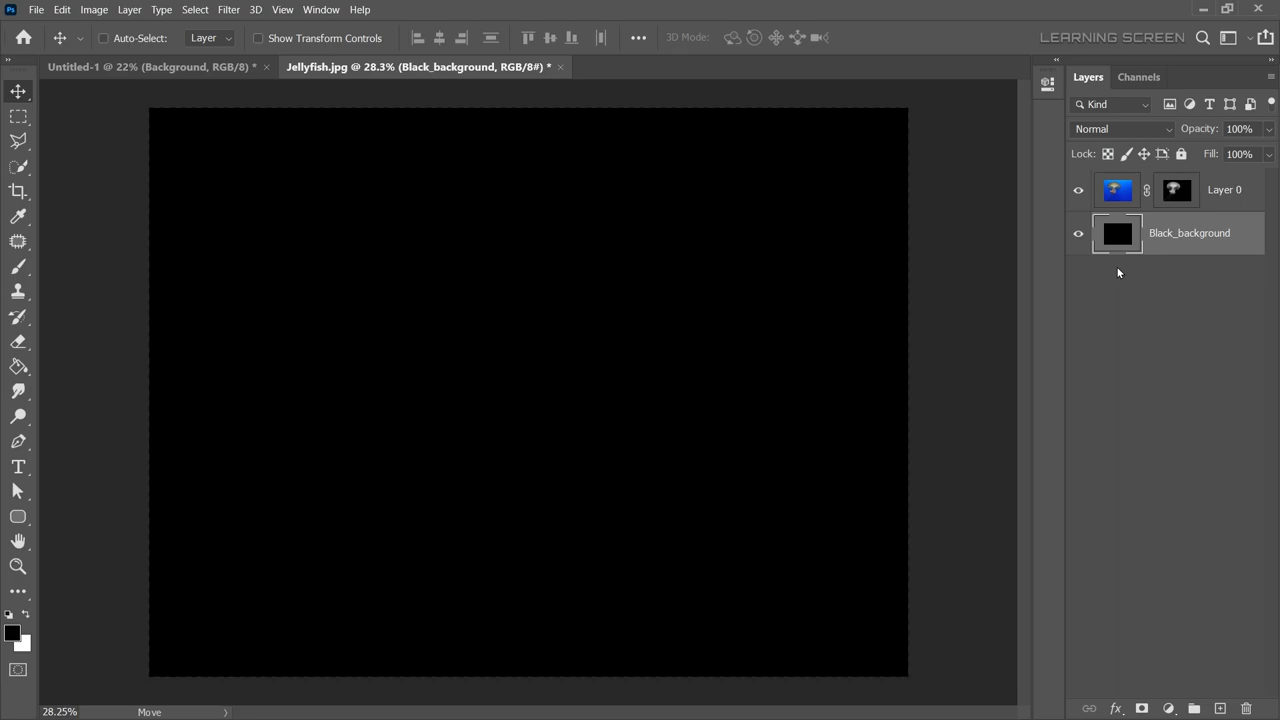 Ps File Edit Image Layer Type Select Filter 3D View Window Help
Auto-Select: Layer Show Transform Controls 3D Mode: LEARNING SCREEN
Untitled-1 @ 22% (Background, RGB/8) * Jellyfish.jpg @ 28.3% (Black_background, RGB/8#) *
Layers Channels
Kind
Normal Opacity: 100%
Lock: Fill: 100%
Layer 0
Black_background
28.25% Move
fx